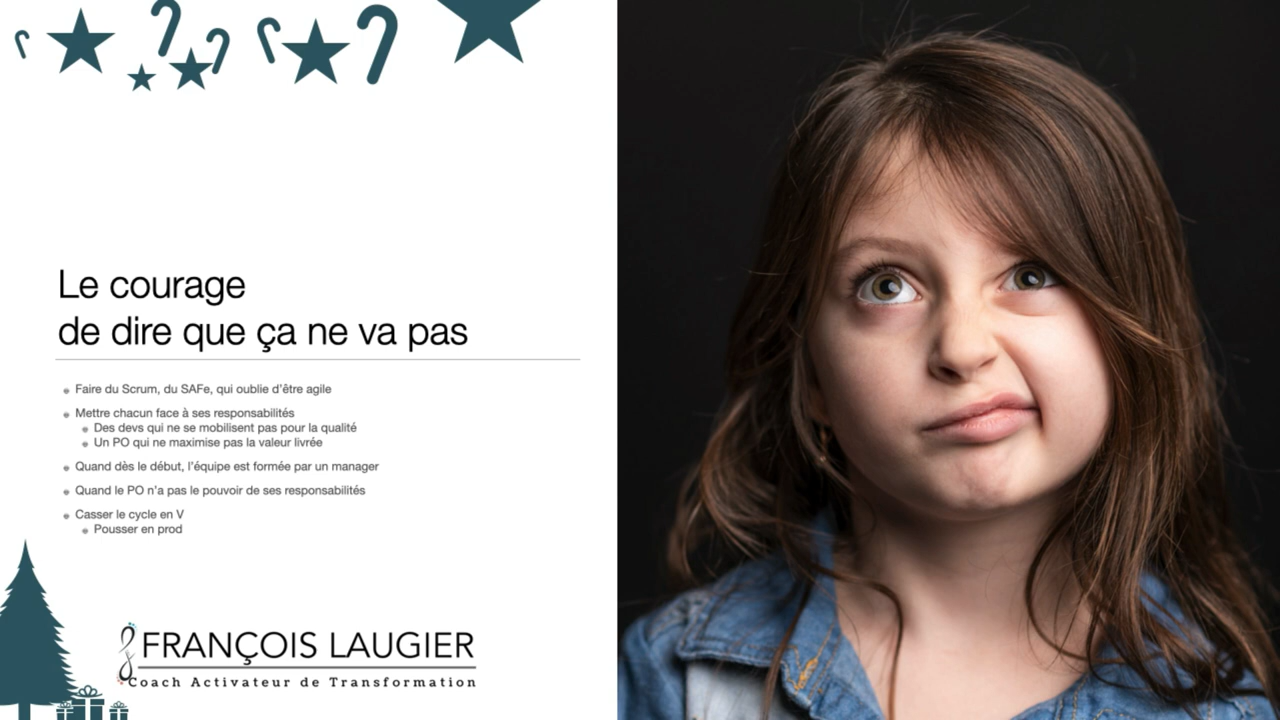 Le courage
de dire que ça ne va pas
Faire du Scrum, du SAFe, qui oublie d'être agile
Mettre chacun face à ses responsabilités
Des devs qui ne se mobilisent pas pour la qualité
Un PO qui ne maximise pas la valeur livrée
Quand dès le début, l'équipe est formée par un manager
Quand le PO n'a pas le pouvoir de ses responsabilités
Casser le cycle en V
Pousser en prod
FRANÇOIS LAUGIER
Coach Activateur de Transformation